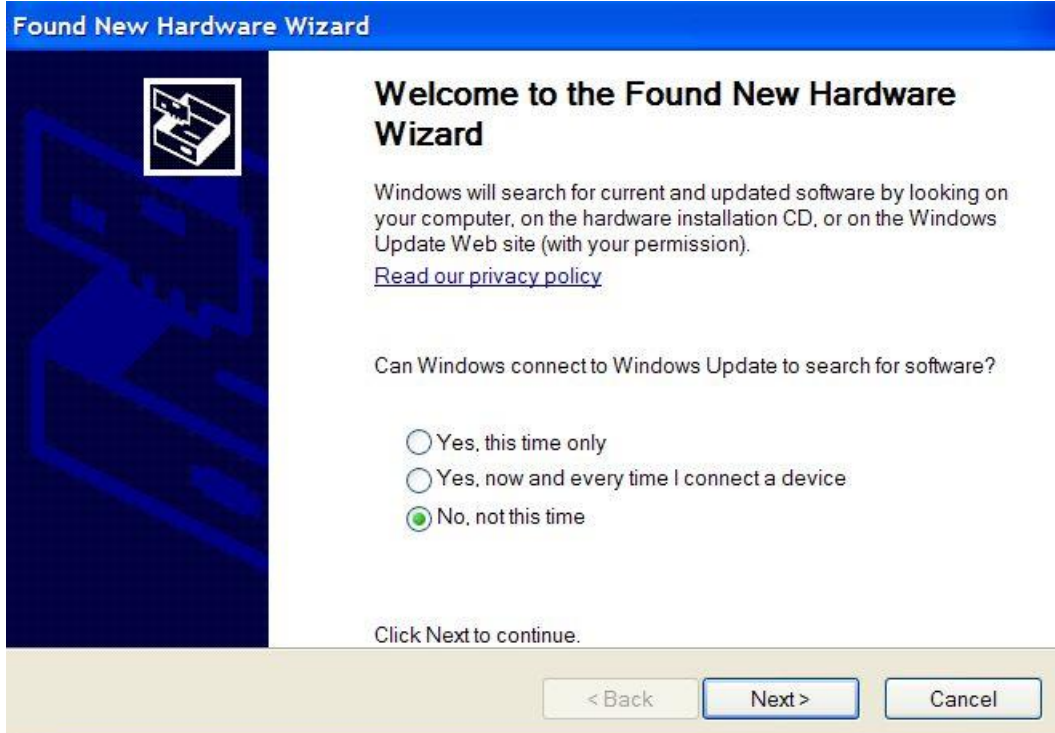 Found New Hardware Wizard
Welcome to the Found New Hardware
Wizard
Windows will search for current and updated software by looking on
your computer, on the hardware installation CD, or on the Windows
Update Web site (with your permission).
Read our privacy policy
Can Windows connect to Windows Update to search for software?
Yes, this time only
Yes, now and every time I connect a device
No, not this time
Click Next to continue.
< Back Next > Cancel